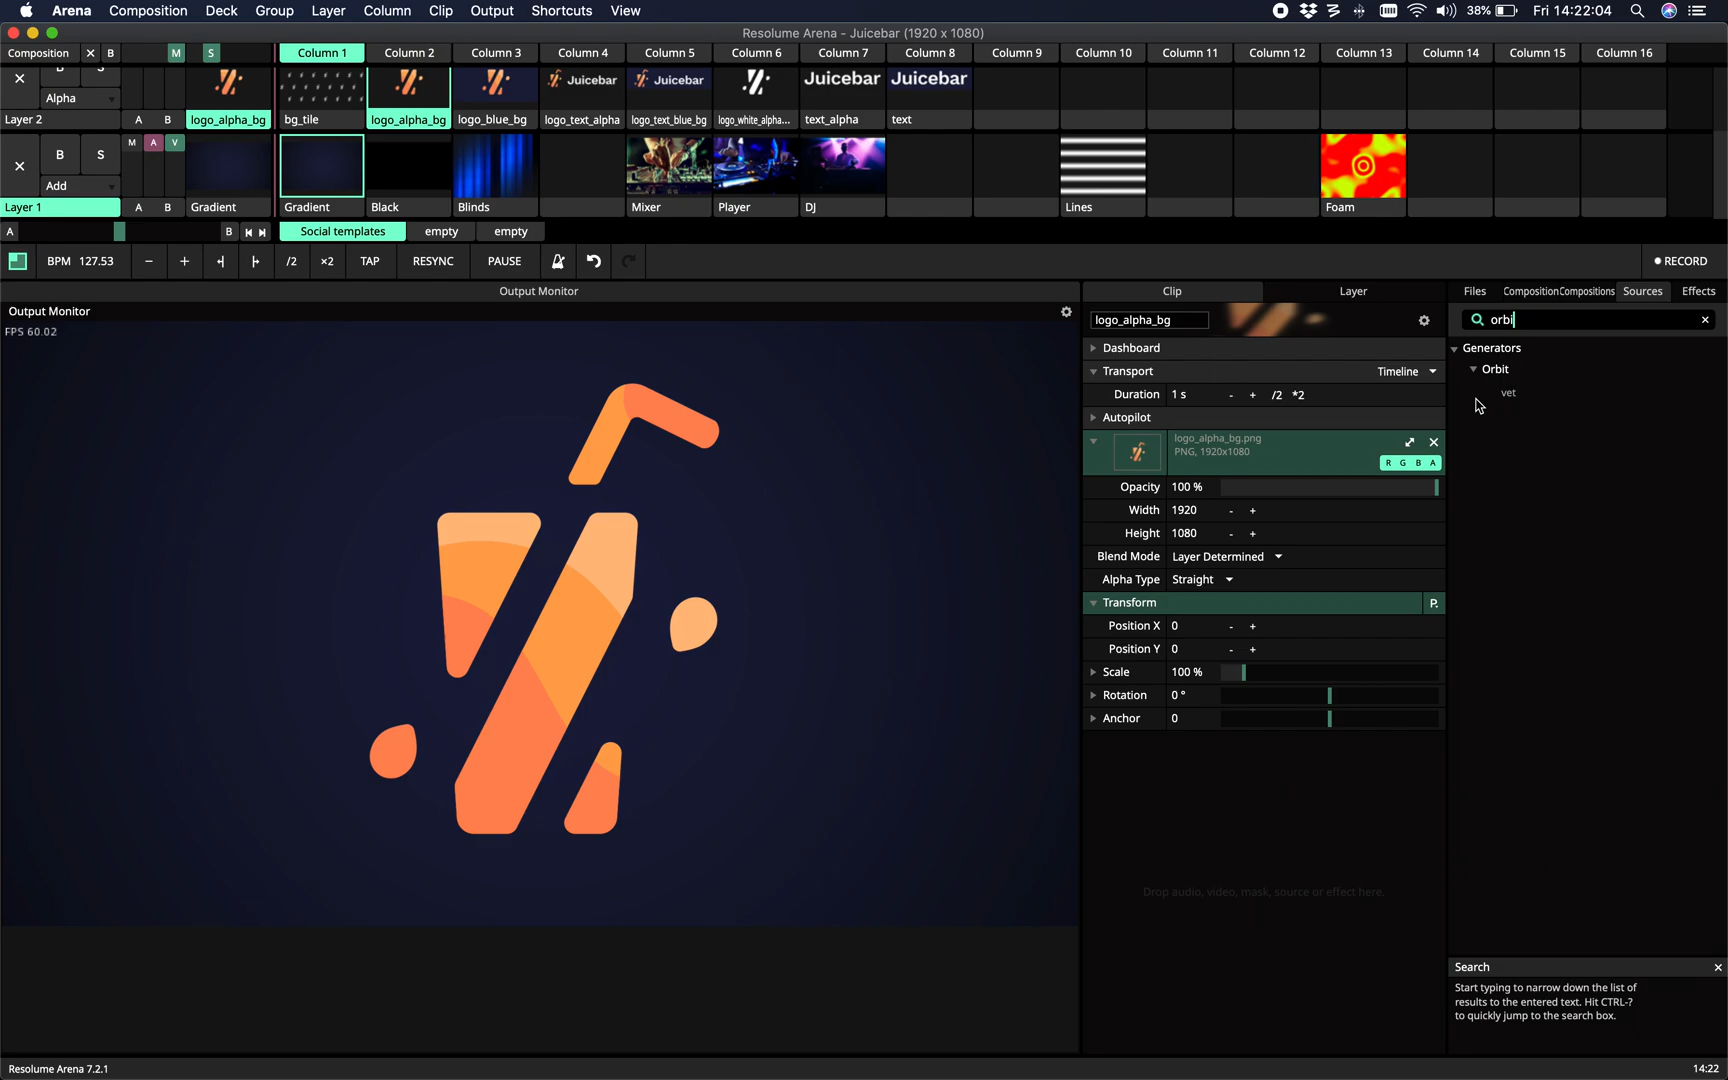 Arena Composition Deck Group Layer Column Clip Output Shortcuts View 38% Fri 14:22:04
Resolume Arena - Juicebar (1920 x 1080)
Composition B M S Column 1 Column 2 Column 3 Column 4 Column 5 Column 6 Column 7 Column 8 Column 9 Column 10 Column 11 Column 12 Column 13 Column 14 Column 15 Column 16
B S Juicebar Juicebar Juicebar Juicebar
Alpha
Layer 2 A B logo_alpha_bg bg_tile logo_alpha_bg logo_blue_bg logo_text_alpha logo_text_blue_bg logo_white_alpha... text_alpha text
M A V
B S
Add
Layer 1 A B Gradient Gradient Black Blinds Mixer Player DJ Lines Foam
A B Social templates empty empty
BPM 127.53 − + /2 ×2 TAP RESYNC PAUSE RECORD
Output Monitor
Output Monitor
FPS 60.02
Clip Layer
logo_alpha_bg
Dashboard
Transport Timeline
Duration 1 s - + /2 *2
Autopilot
logo_alpha_bg.png
PNG, 1920x1080
R G B A
Opacity 100 %
Width 1920 - +
Height 1080 - +
Blend Mode Layer Determined
Alpha Type Straight
Transform P.
Position X 0 - +
Position Y 0 - +
Scale 100 %
Rotation 0 °
Anchor 0
Drop audio, video, mask, source or effect here.
Files CompositionCompositions Sources Effects
orbi
Generators
Orbit
vet
Search
Start typing to narrow down the list of
results to the entered text. Hit CTRL-?
to quickly jump to the search box.
Resolume Arena 7.2.1 14:22